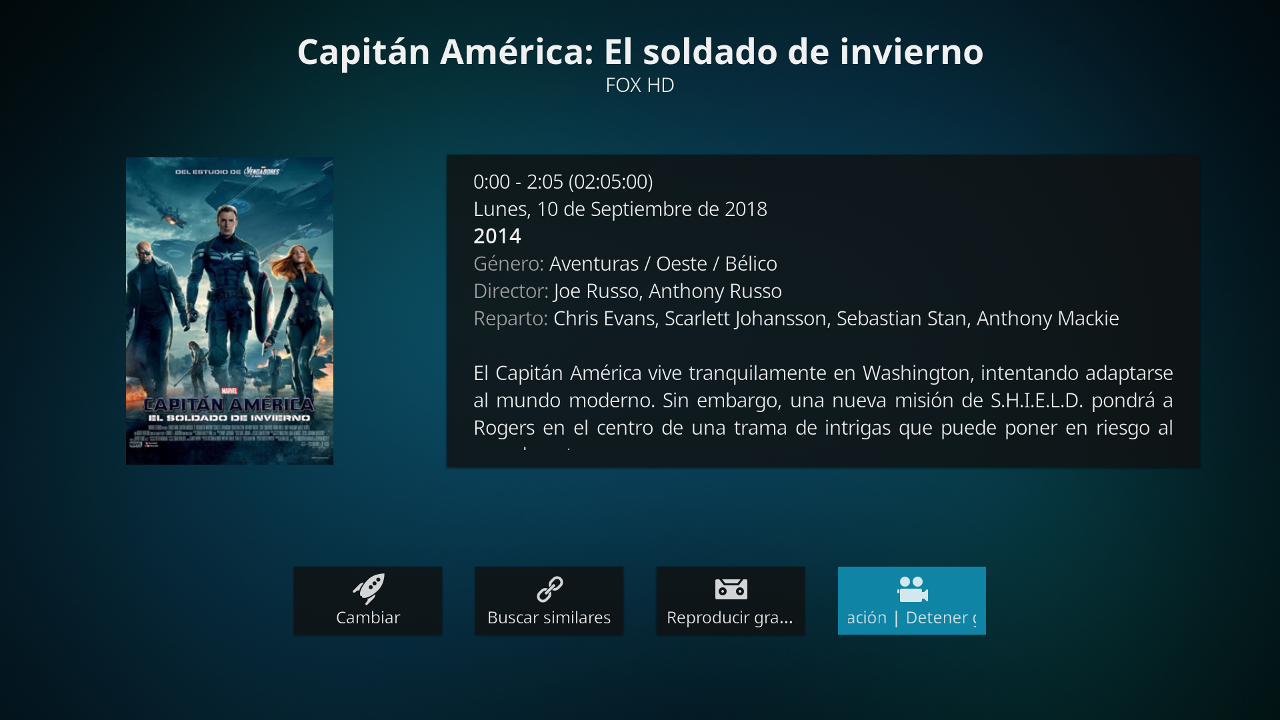 Capitán América: El soldado de invierno
FOX HD
DEL ESTUDIO DE VENGADORES
MARVEL
CAPITÁN AMÉRICA
EL SOLDADO DE INVIERNO
0:00 - 2:05 (02:05:00)
Lunes, 10 de Septiembre de 2018
2014
Género: Aventuras / Oeste / Bélico
Director: Joe Russo, Anthony Russo
Reparto: Chris Evans, Scarlett Johansson, Sebastian Stan, Anthony Mackie
El Capitán América vive tranquilamente en Washington, intentando adaptarse
al mundo moderno. Sin embargo, una nueva misión de S.H.I.E.L.D. pondrá a
Rogers en el centro de una trama de intrigas que puede poner en riesgo al
Cambiar
Buscar similares
Reproducir gra...
ación | Detener